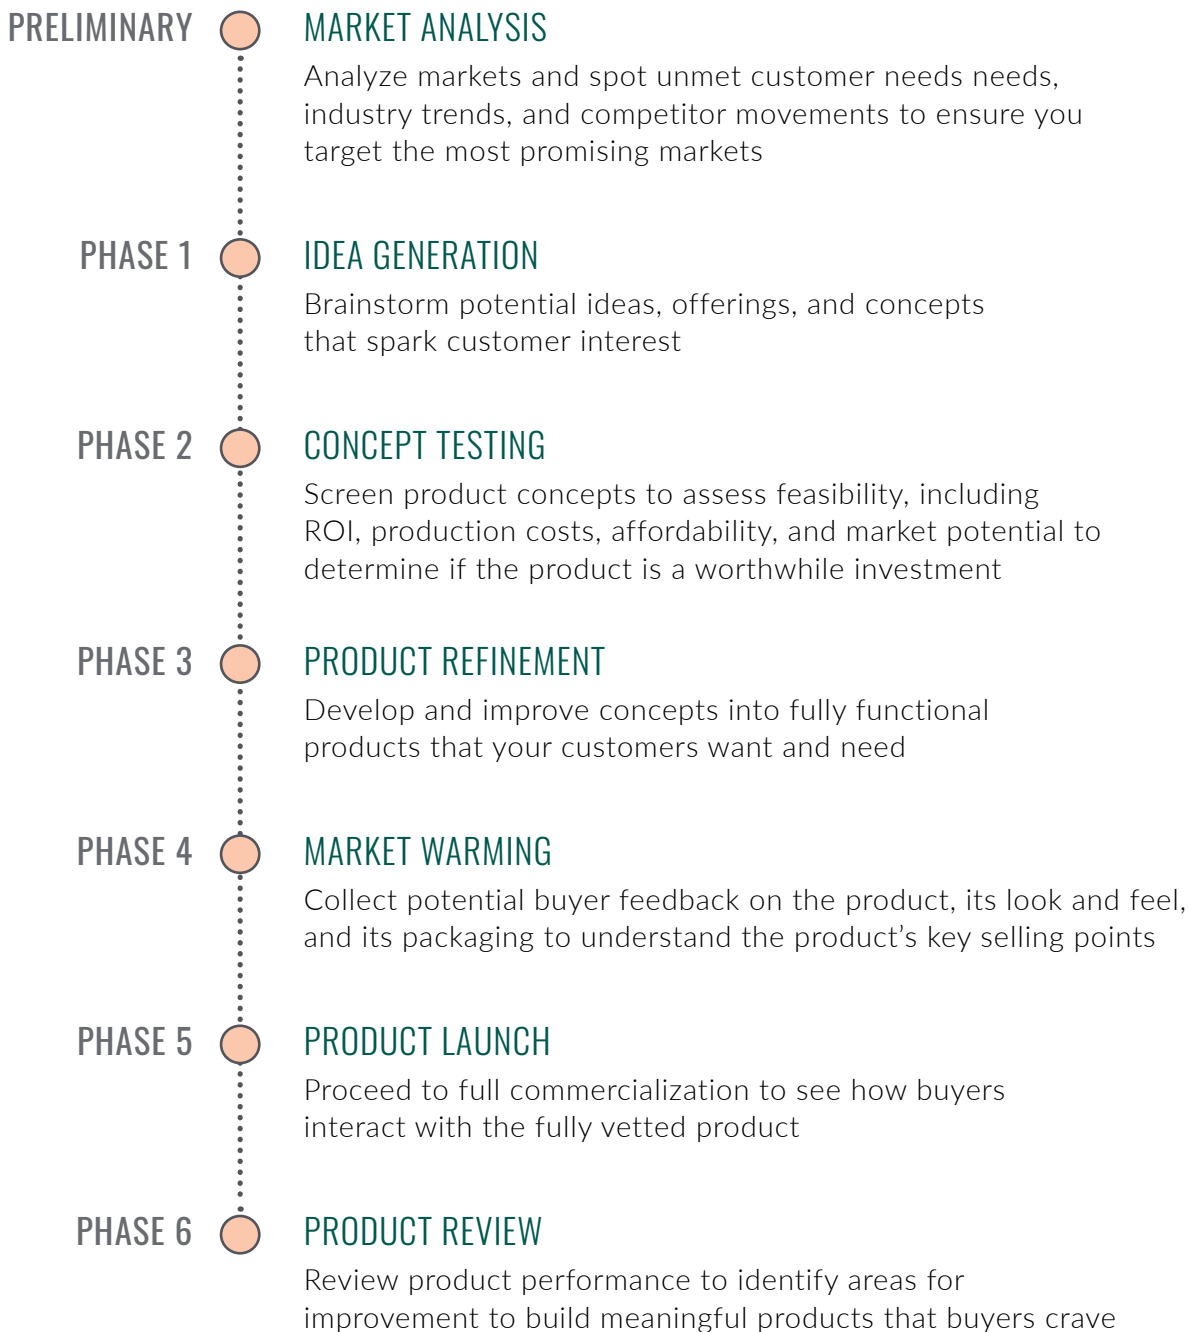 PRELIMINARY
MARKET ANALYSIS
Analyze markets and spot unmet customer needs needs,
industry trends, and competitor movements to ensure you
target the most promising markets
PHASE 1
IDEA GENERATION
Brainstorm potential ideas, offerings, and concepts
that spark customer interest
PHASE 2
CONCEPT TESTING
Screen product concepts to assess feasibility, including
ROI, production costs, affordability, and market potential to
determine if the product is a worthwhile investment
PHASE 3
PRODUCT REFINEMENT
Develop and improve concepts into fully functional
products that your customers want and need
PHASE 4
MARKET WARMING
Collect potential buyer feedback on the product, its look and feel,
and its packaging to understand the product’s key selling points
PHASE 5
PRODUCT LAUNCH
Proceed to full commercialization to see how buyers
interact with the fully vetted product
PHASE 6
PRODUCT REVIEW
Review product performance to identify areas for
improvement to build meaningful products that buyers crave